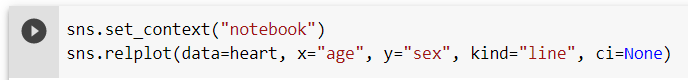 sns.set_context("notebook")
sns.relplot(data=heart, x="age", y="sex", kind="line", ci=None)